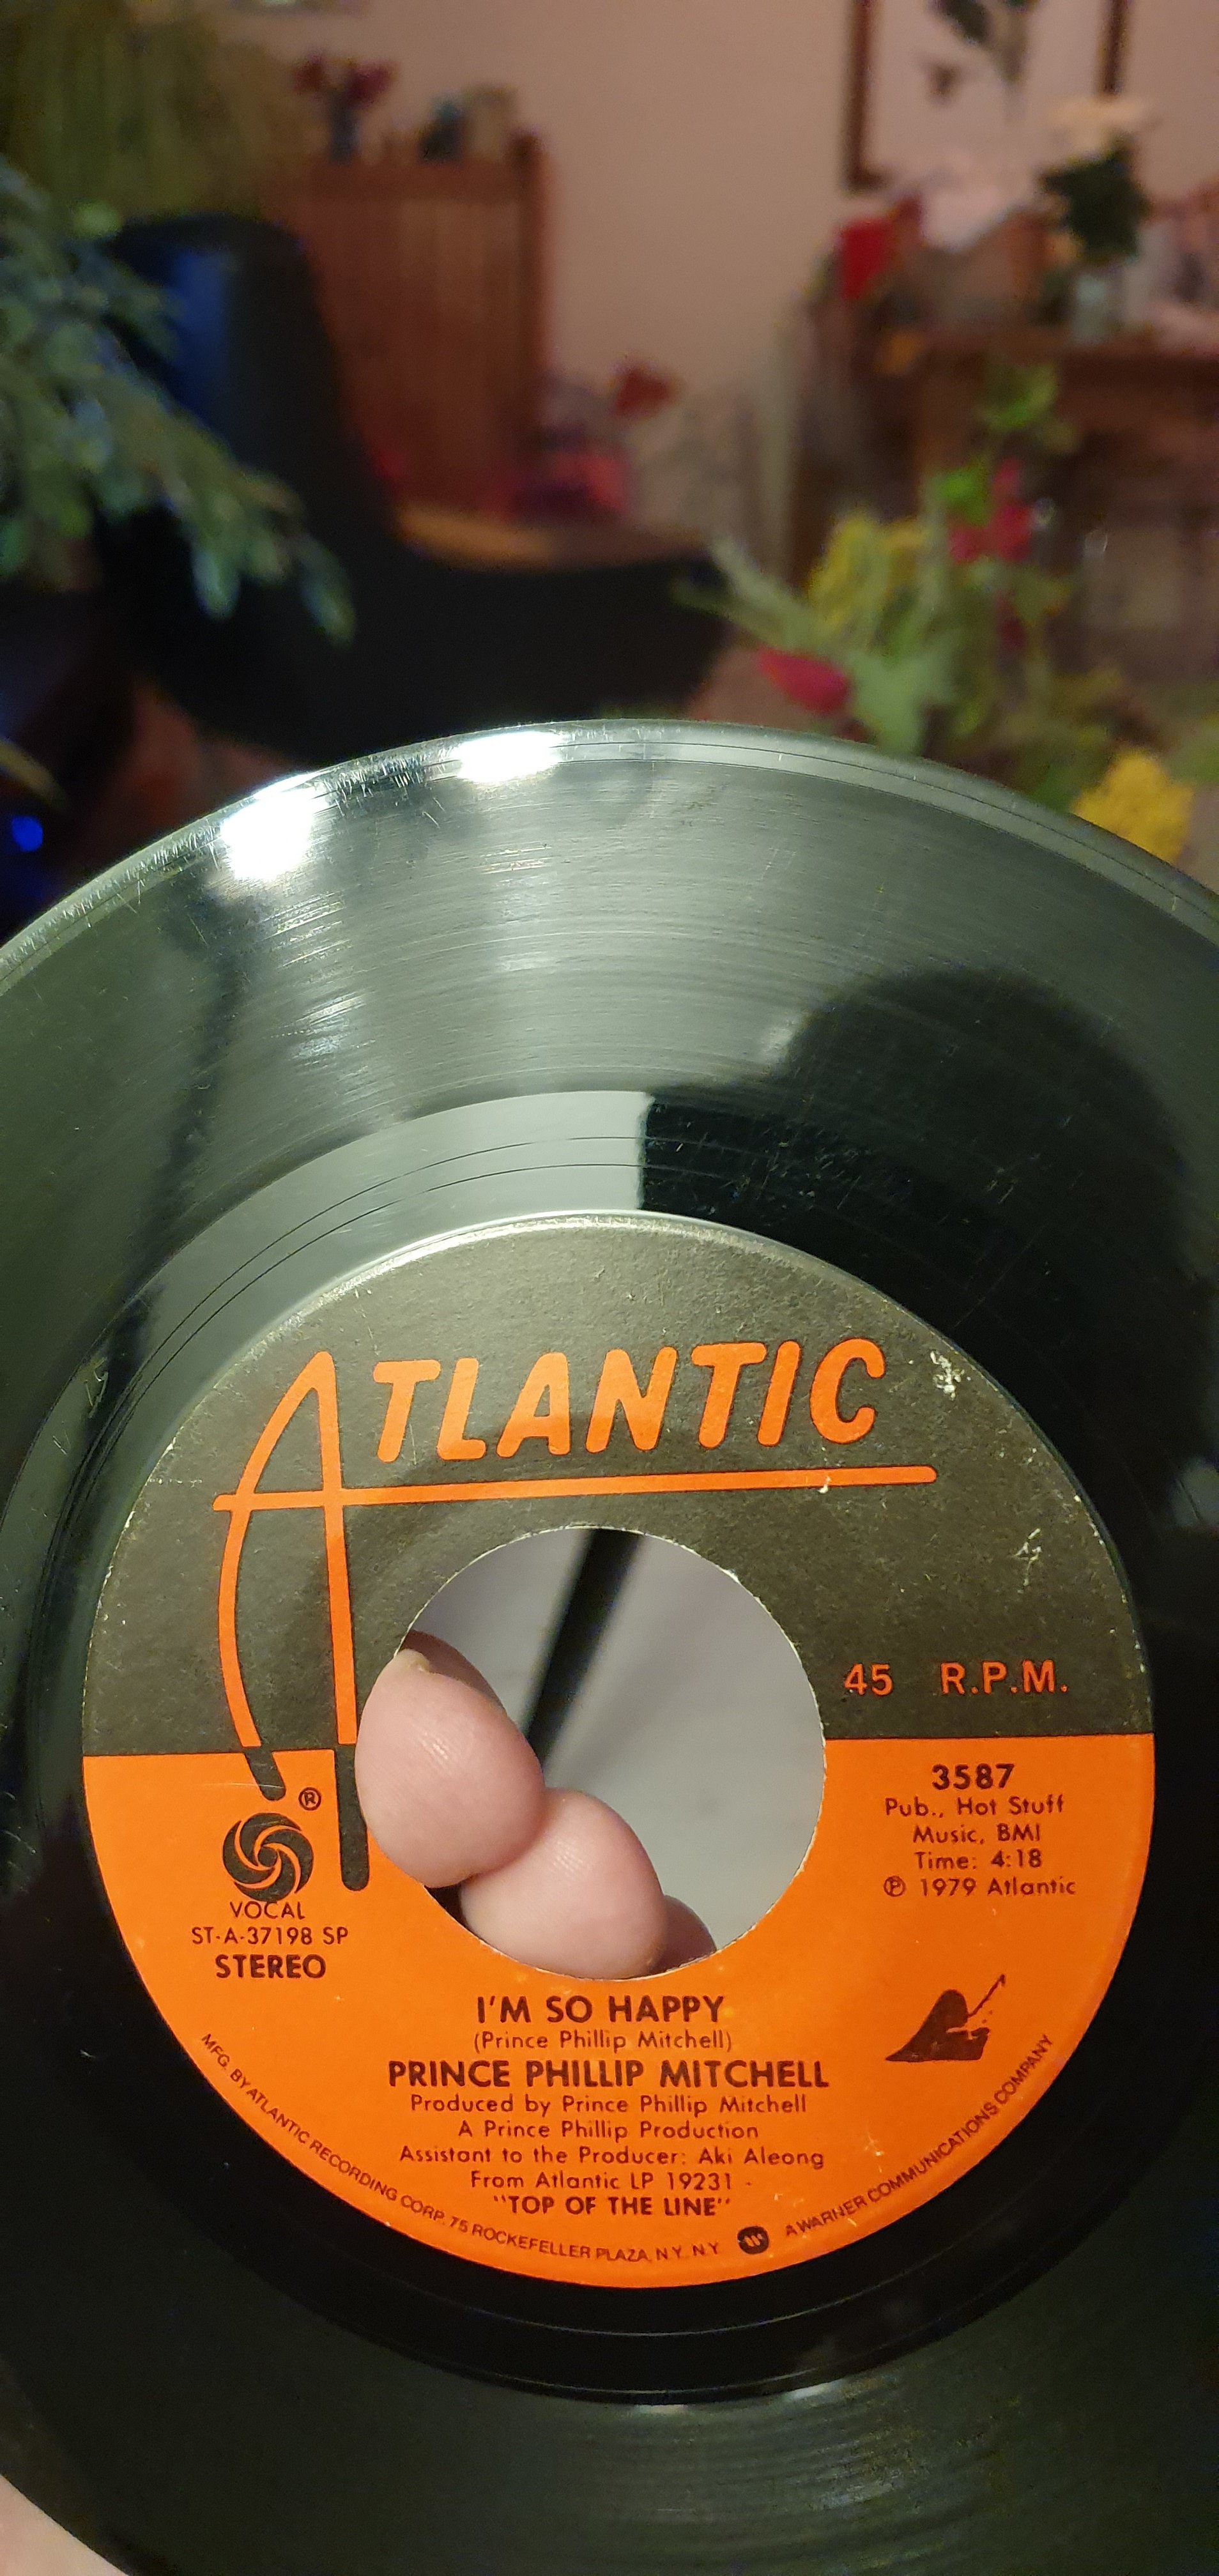 ATLANTIC
45 R.P.M.
3587
Pub., Hot Stuff
Music, BMI
Time: 4:18
℗ 1979 Atlantic
®
VOCAL
ST-A-37198 SP
STEREO
I'M SO HAPPY
(Prince Phillip Mitchell)
PRINCE PHILLIP MITCHELL
Produced by Prince Phillip Mitchell
A Prince Phillip Production
Assistant to the Producer: Aki Aleong
From Atlantic LP 19231 -
"TOP OF THE LINE"
MFG. BY ATLANTIC RECORDING CORP. 75 ROCKEFELLER PLAZA, N.Y. N.Y. A WARNER COMMUNICATIONS COMPANY